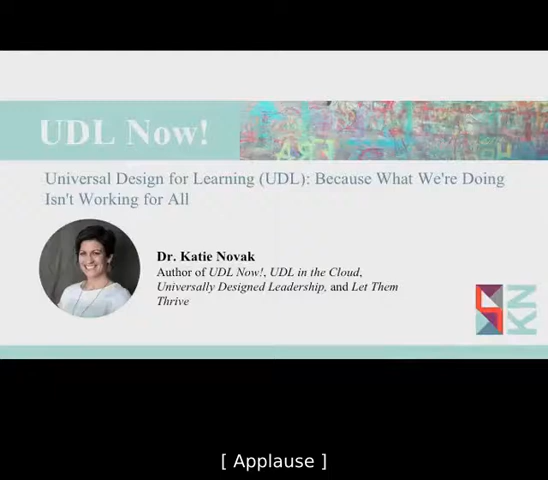 UDL Now!
Universal Design for Learning (UDL): Because What We're Doing
Isn't Working for All
Dr. Katie Novak
Author of UDL Now!, UDL in the Cloud,
Universally Designed Leadership, and Let Them
Thrive
KN
[ Applause ]